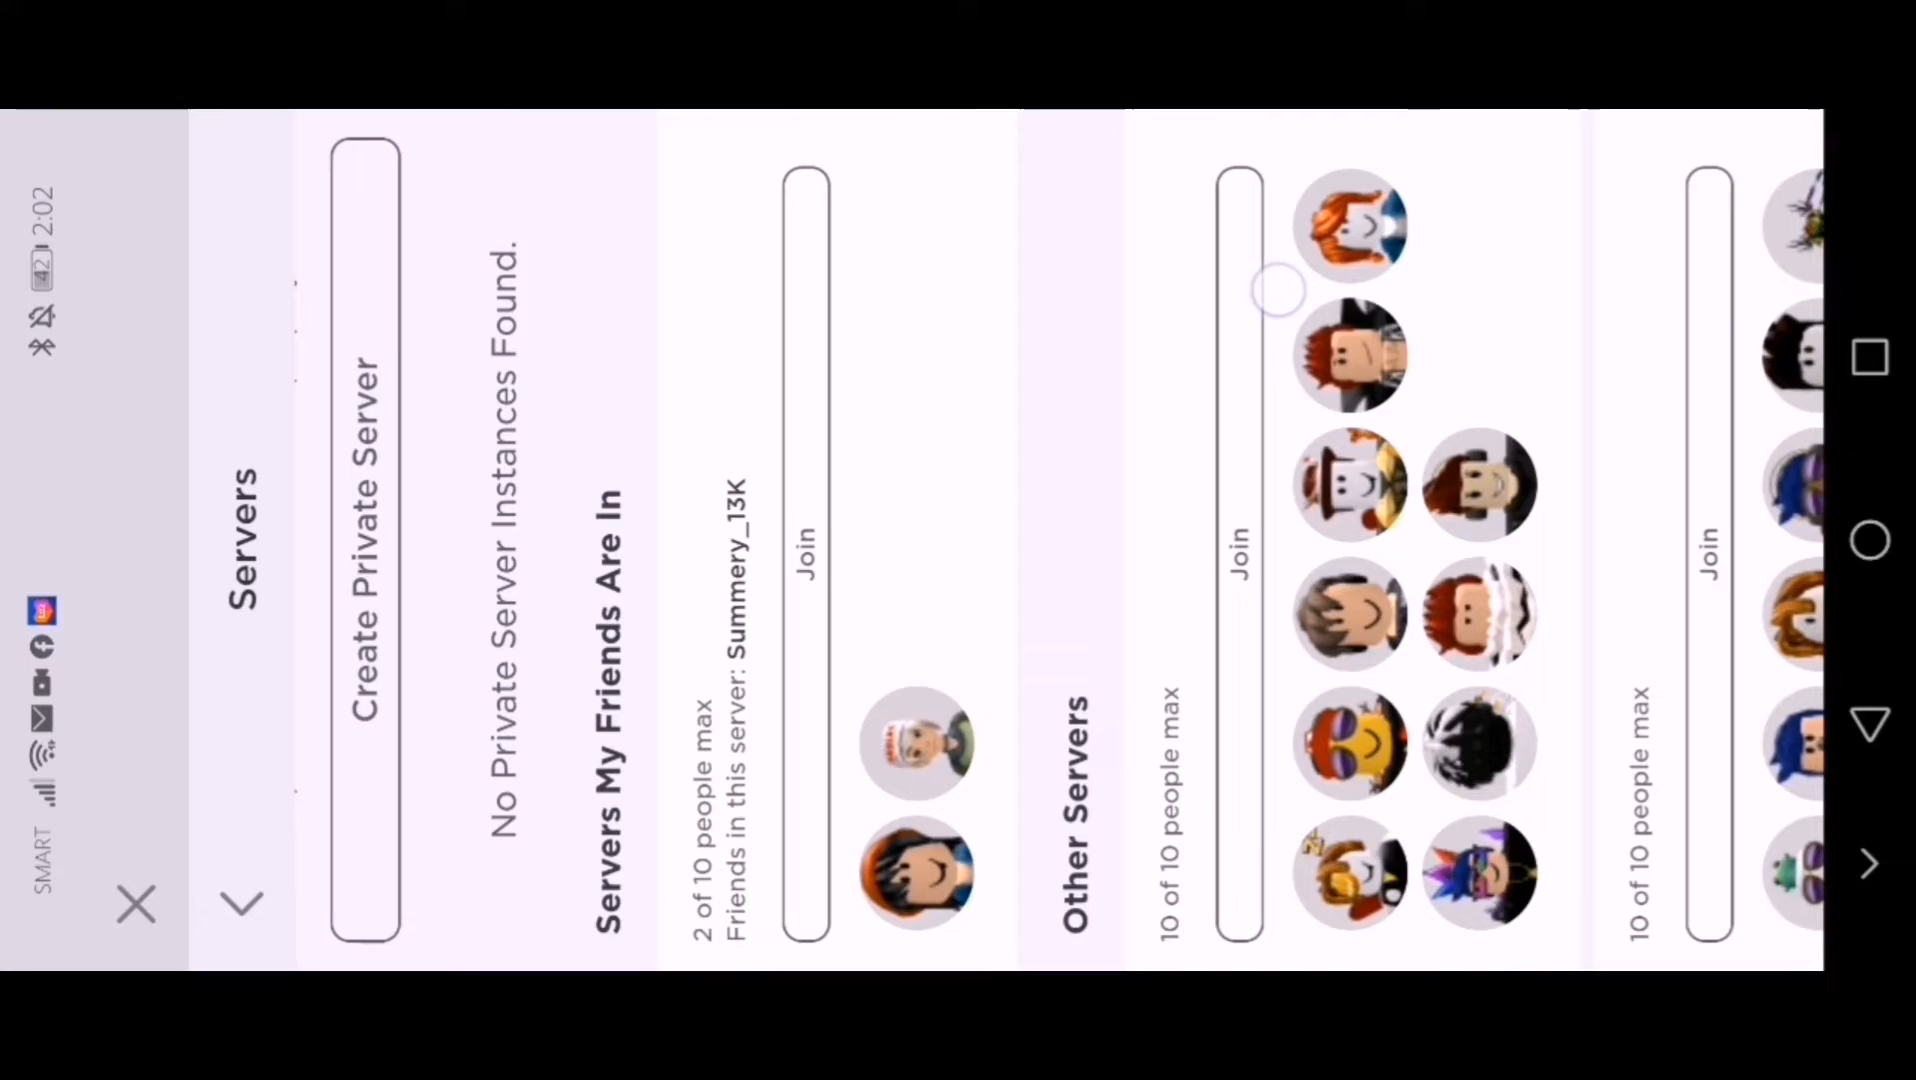 SMART
42
2:02
Servers
Create Private Server
No Private Server Instances Found.
Servers My Friends Are In
2 of 10 people max
Friends in this server: Summery_13K
Join
Other Servers
10 of 10 people max
Join
10 of 10 people max
Join